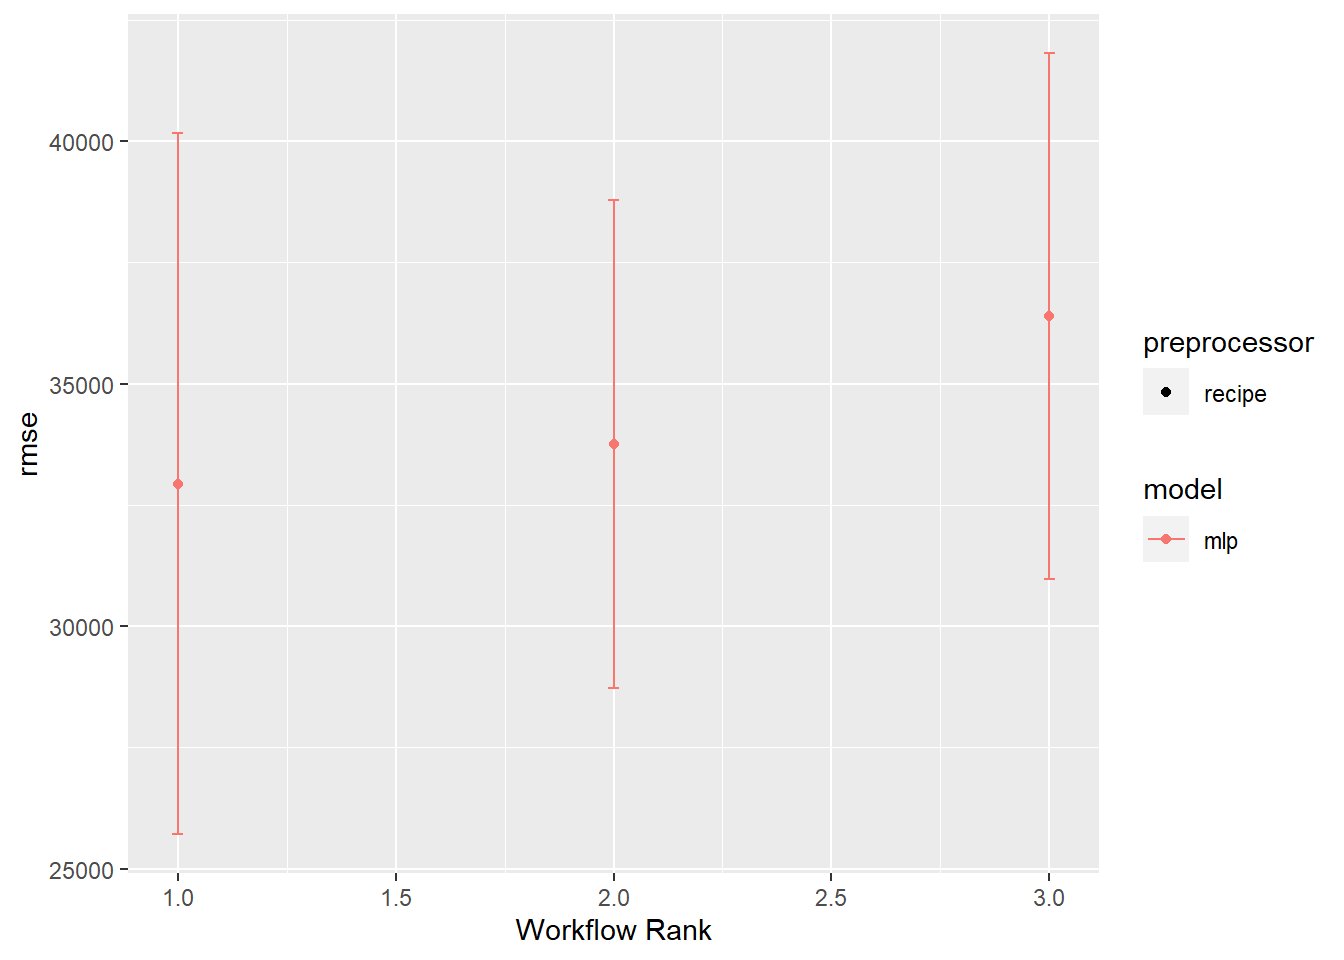 40000
35000
30000
25000
rmse
1.0 1.5 2.0 2.5 3.0
Workflow Rank
preprocessor
recipe
model
mlp